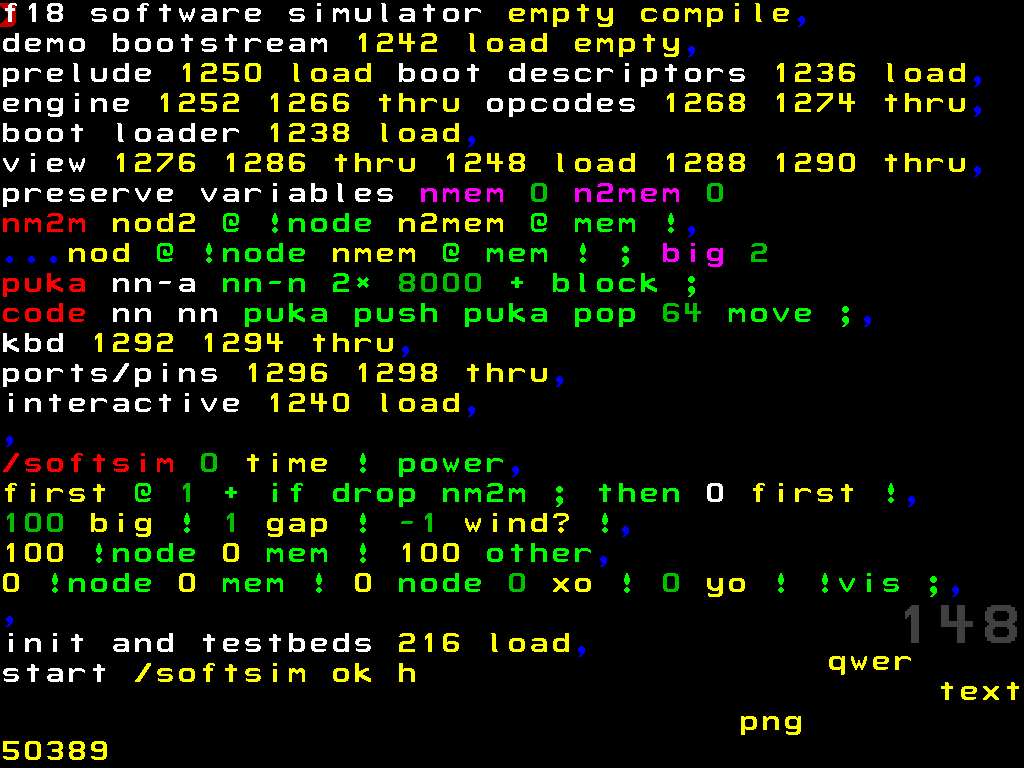 f18 software simulator empty compile,
demo bootstream 1242 load empty,
prelude 1250 load boot descriptors 1236 load,
engine 1252 1266 thru opcodes 1268 1274 thru,
boot loader 1238 load,
view 1276 1286 thru 1248 load 1288 1290 thru,
preserve variables nmem 0 n2mem 0
nm2m nod2 @ !node n2mem @ mem !,
...nod @ !node nmem @ mem ! ; big 2
puka nn-a nn-n 2* 8000 + block ;
code nn nn puka push puka pop 64 move ;,
kbd 1292 1294 thru,
ports/pins 1296 1298 thru,
interactive 1240 load,
,
/softsim 0 time ! power,
first @ 1 + if drop nm2m ; then 0 first !,
100 big ! 1 gap ! -1 wind? !,
100 !node 0 mem ! 100 other,
0 !node 0 mem ! 0 node 0 xo ! 0 yo ! !vis ;,
,
148
init and testbeds 216 load,
qwer
start /softsim ok h
text
png
50389